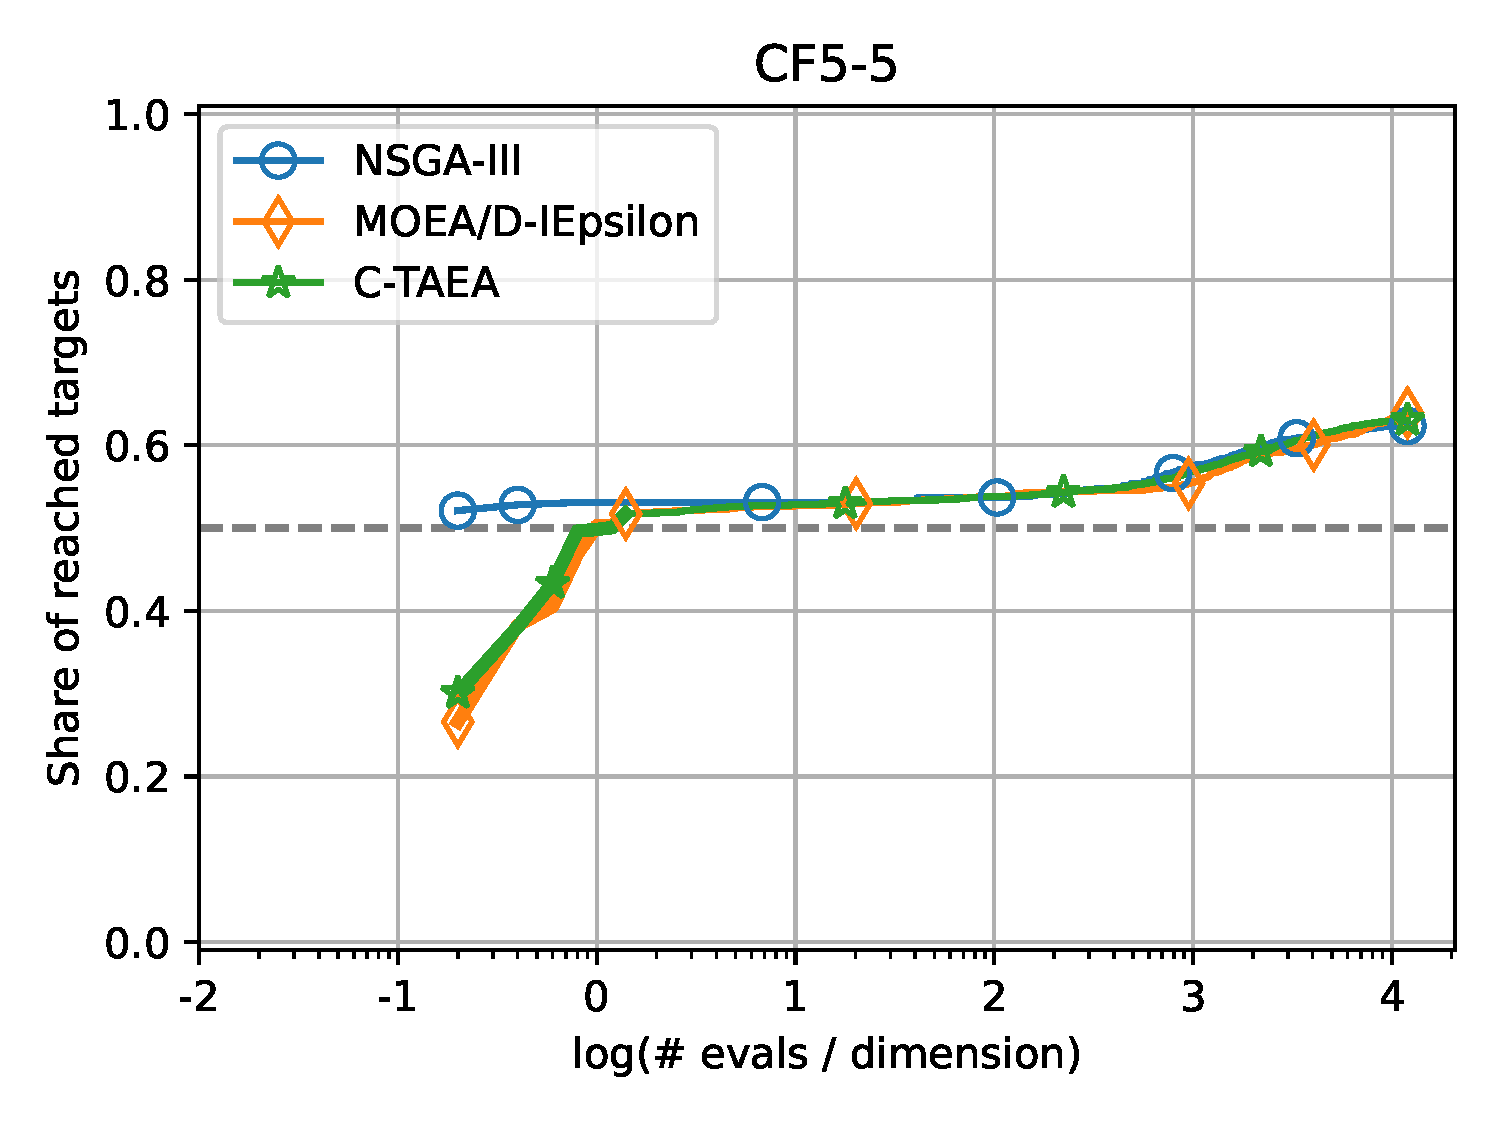 CF5-5
1.0
0.8
0.6
0.4
0.2
0.0
Share of reached targets
NSGA-III
MOEA/D-IEpsilon
C-TAEA
-2 -1 0 1 2 3 4
log(# evals / dimension)